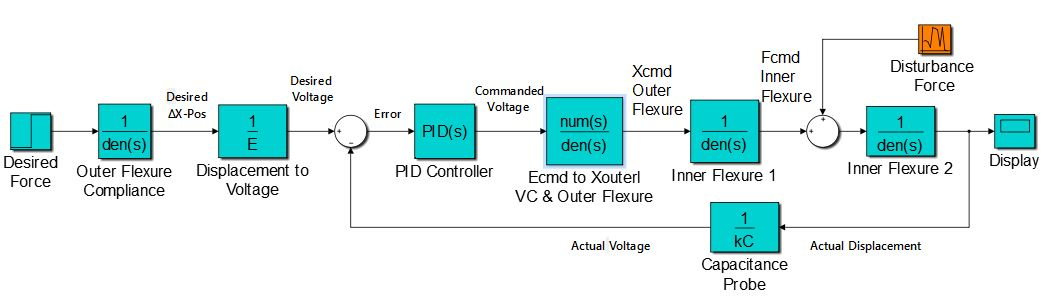 Desired
Force
1
den(s)
Outer Flexure
Compliance
Desired
ΔX-Pos
1
E
Displacement to
Voltage
Desired
Voltage
+
−
Error
PID(s)
PID Controller
Commanded
Voltage
num(s)
den(s)
Ecmd to Xouterl
VC & Outer Flexure
Xcmd
Outer
Flexure
1
den(s)
Inner Flexure 1
Fcmd
Inner
Flexure
+
+
Disturbance
Force
1
den(s)
Inner Flexure 2
Display
Actual Displacement
1
kC
Capacitance
Probe
Actual Voltage